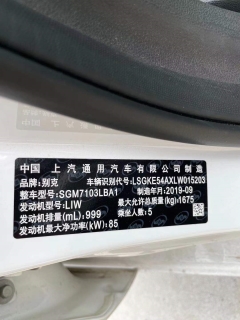 中国 上汽通用汽车有限公司 制造
品牌:别克 车辆识别代号:LSGKE54AXLW015203
整车型号:SGM7103LBA1 制造年月:2019-09
发动机型号:LIW 最大允许总质量(kg):1675
发动机排量(mL):999 乘坐人数:5
发动机最大净功率(kW):85